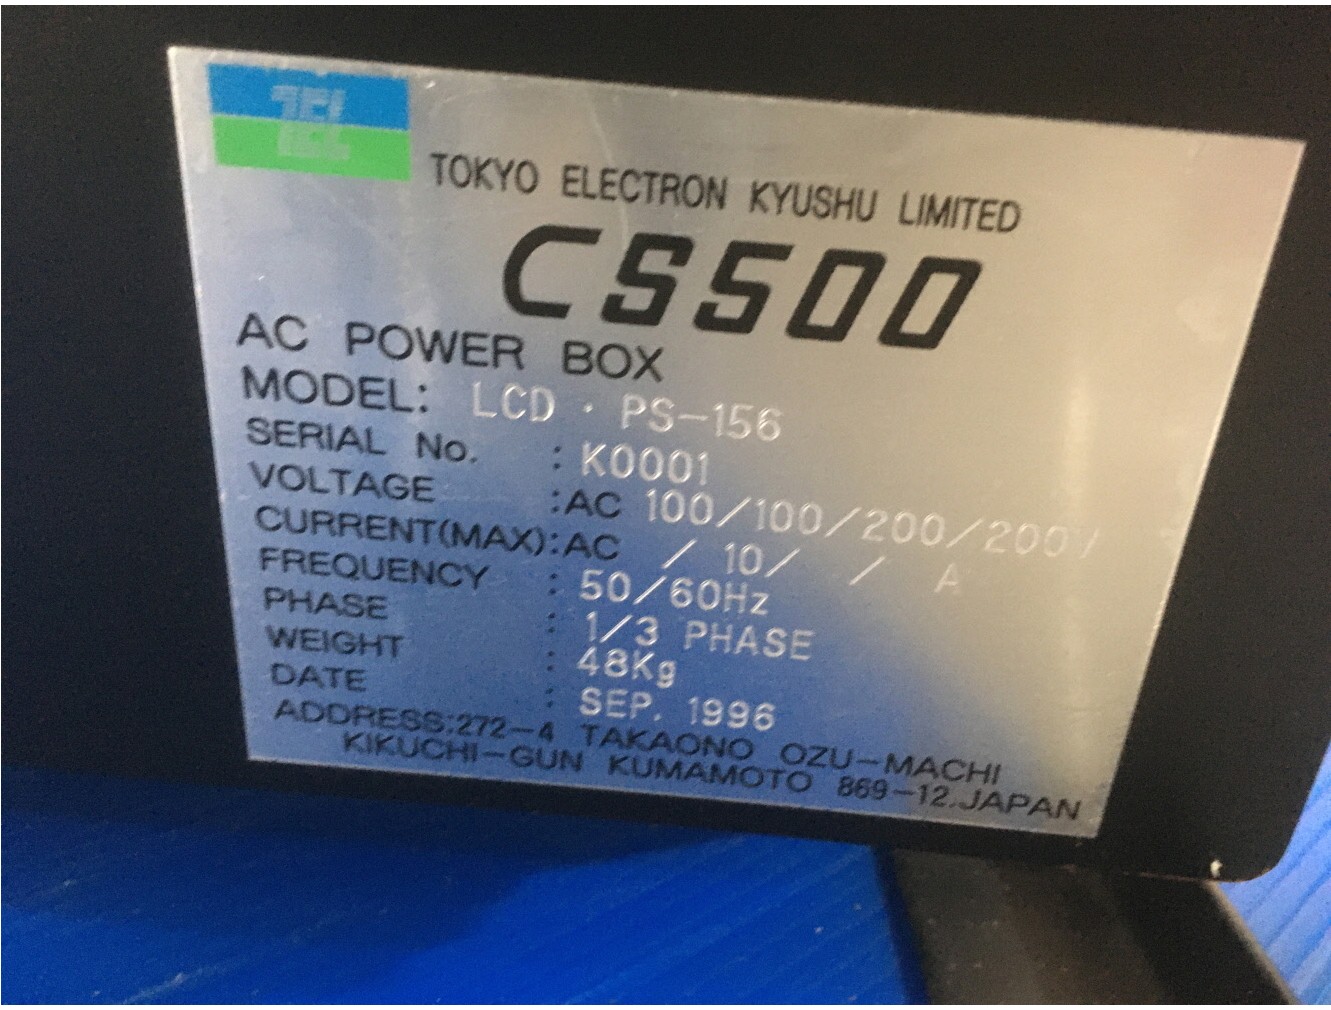 TEL
TOKYO ELECTRON KYUSHU LIMITED
CS500
AC POWER BOX
MODEL: LCD · PS-156
SERIAL No. : K0001
VOLTAGE :AC 100/100/200/200V
CURRENT(MAX):AC / 10/ / A
FREQUENCY : 50/60Hz
PHASE : 1/3 PHASE
WEIGHT : 48Kg
DATE : SEP. 1996
ADDRESS:272-4 TAKAONO OZU-MACHI
KIKUCHI-GUN KUMAMOTO 869-12.JAPAN